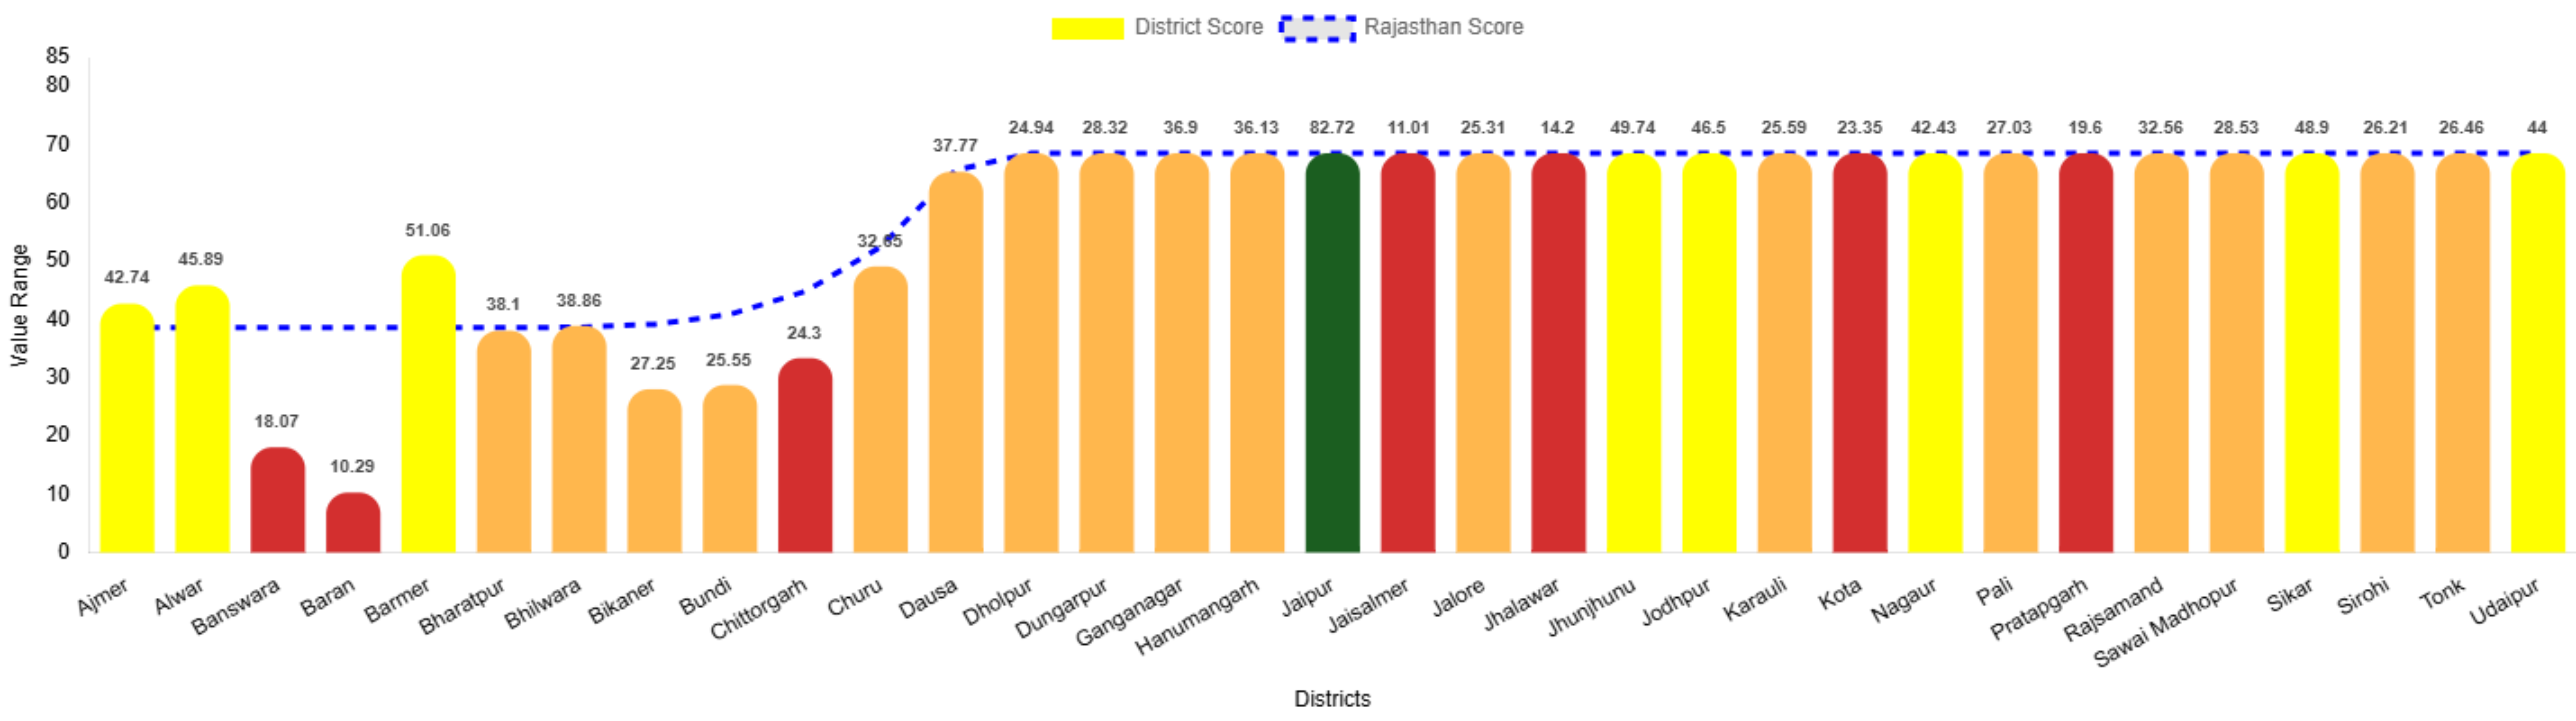 District Score Rajasthan Score
Value Range
85
80
70
60
50
40
30
20
10
0
42.74 45.89 18.07 10.29 51.06 38.1 38.86 27.25 25.55 24.3 32.65 37.77 24.94 28.32 36.9 36.13 82.72 11.01 25.31 14.2 49.74 46.5 25.59 23.35 42.43 27.03 19.6 32.56 28.53 48.9 26.21 26.46 44
Ajmer Alwar Banswara Baran Barmer Bharatpur Bhilwara Bikaner Bundi Chittorgarh Churu Dausa Dholpur Dungarpur Ganganagar Hanumangarh Jaipur Jaisalmer Jalore Jhalawar Jhunjhunu Jodhpur Karauli Kota Nagaur Pali Pratapgarh Rajsamand Sawai Madhopur Sikar Sirohi Tonk Udaipur
Districts